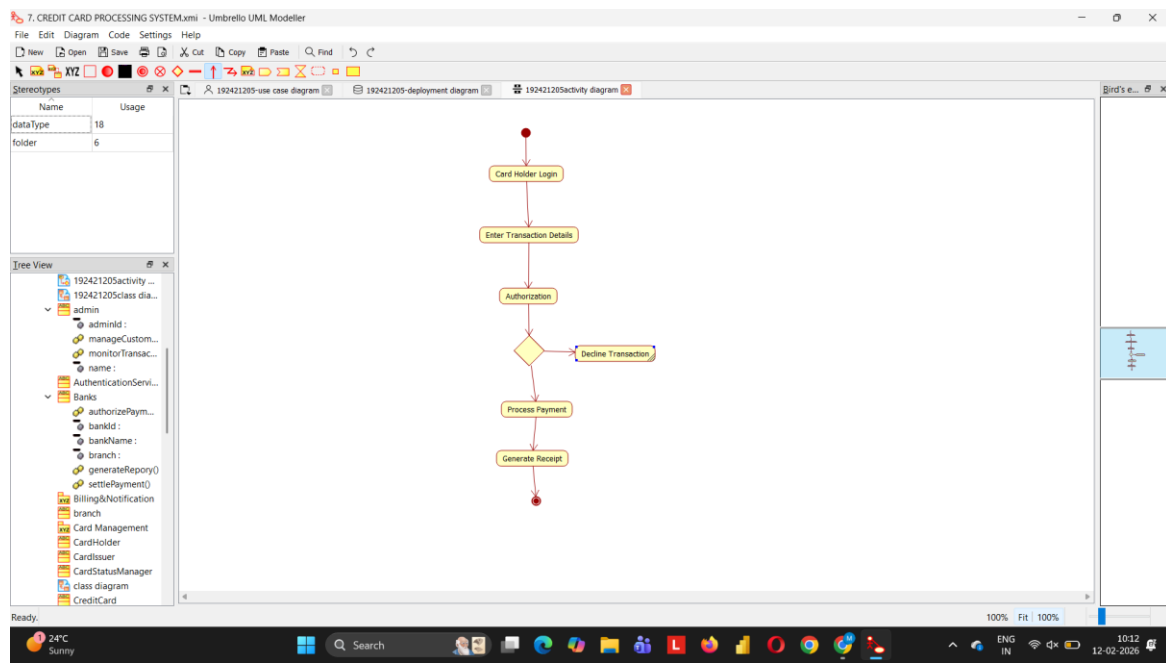 7. CREDIT CARD PROCESSING SYSTEM.xmi - Umbrello UML Modeller
File Edit Diagram Code Settings Help
New Open Save Cut Copy Paste Find
XYZ XYZ XYZ XYZ
Stereotypes
192421205-use case diagram 192421205-deployment diagram 192421205activity diagram
Bird's e...
Name Usage
dataType 18
folder 6
Card Holder Login
Enter Transaction Details
Authorization
Decline Transaction
Process Payment
Generate Receipt
Tree View
192421205activity ...
192421205class dia...
admin
adminId :
manageCustom...
monitorTransac...
name :
AuthenticationServi...
Banks
authorizePaym...
bankId :
bankName :
branch :
generateRepory()
settlePayment()
Billing&Notification
branch
Card Management
CardHolder
CardIssuer
CardStatusManager
class diagram
CreditCard
Ready.
100% Fit 100%
1
24°C
Sunny
Search
L
M
ENG
IN
10:12
12-02-2026